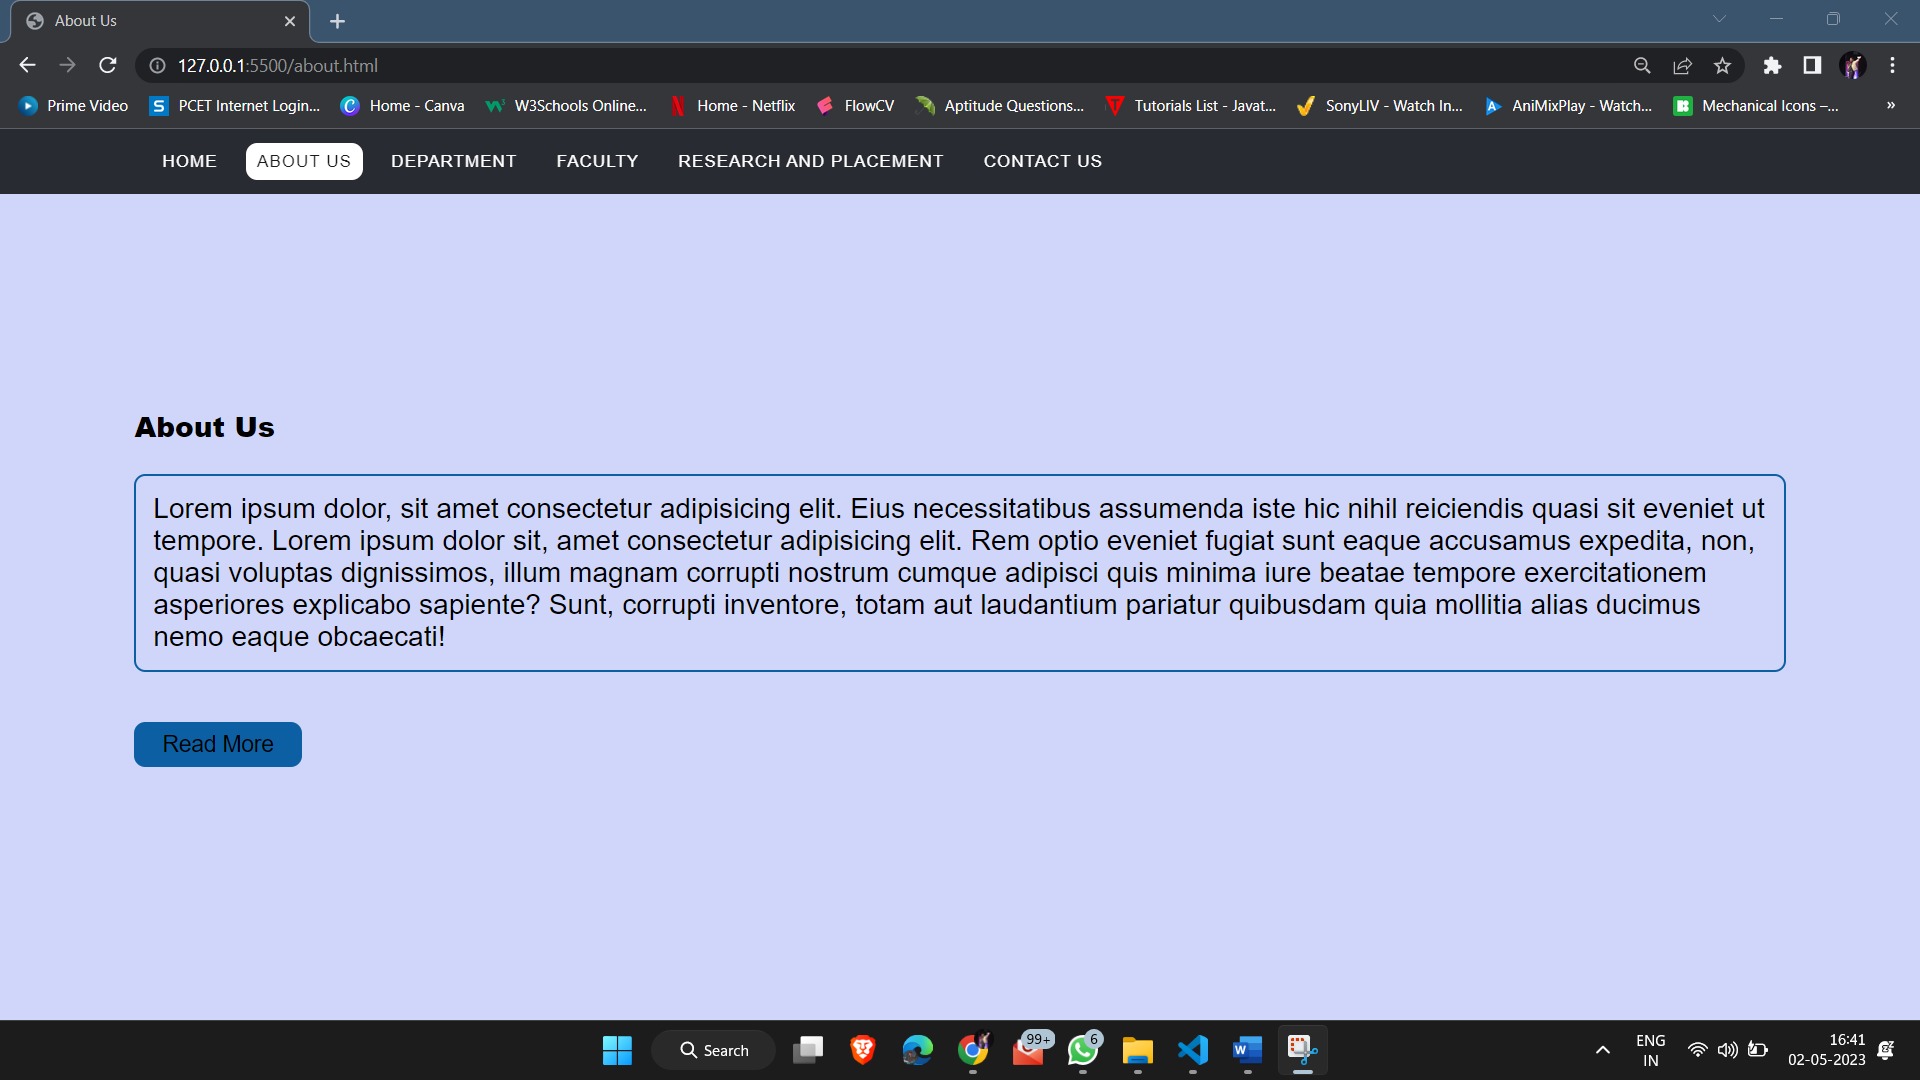 About Us
127.0.0.1:5500/about.html
Prime Video PCET Internet Login... Home - Canva W3Schools Online... Home - Netflix FlowCV Aptitude Questions... Tutorials List - Javat... SonyLIV - Watch In... AniMixPlay - Watch... Mechanical Icons –... »
HOME ABOUT US DEPARTMENT FACULTY RESEARCH AND PLACEMENT CONTACT US
About Us
Lorem ipsum dolor, sit amet consectetur adipisicing elit. Eius necessitatibus assumenda iste hic nihil reiciendis quasi sit eveniet ut
tempore. Lorem ipsum dolor sit, amet consectetur adipisicing elit. Rem optio eveniet fugiat sunt eaque accusamus expedita, non,
quasi voluptas dignissimos, illum magnam corrupti nostrum cumque adipisci quis minima iure beatae tempore exercitationem
asperiores explicabo sapiente? Sunt, corrupti inventore, totam aut laudantium pariatur quibusdam quia mollitia alias ducimus
nemo eaque obcaecati!
Read More
Search 99+ 6 ENG 16:41
IN 02-05-2023